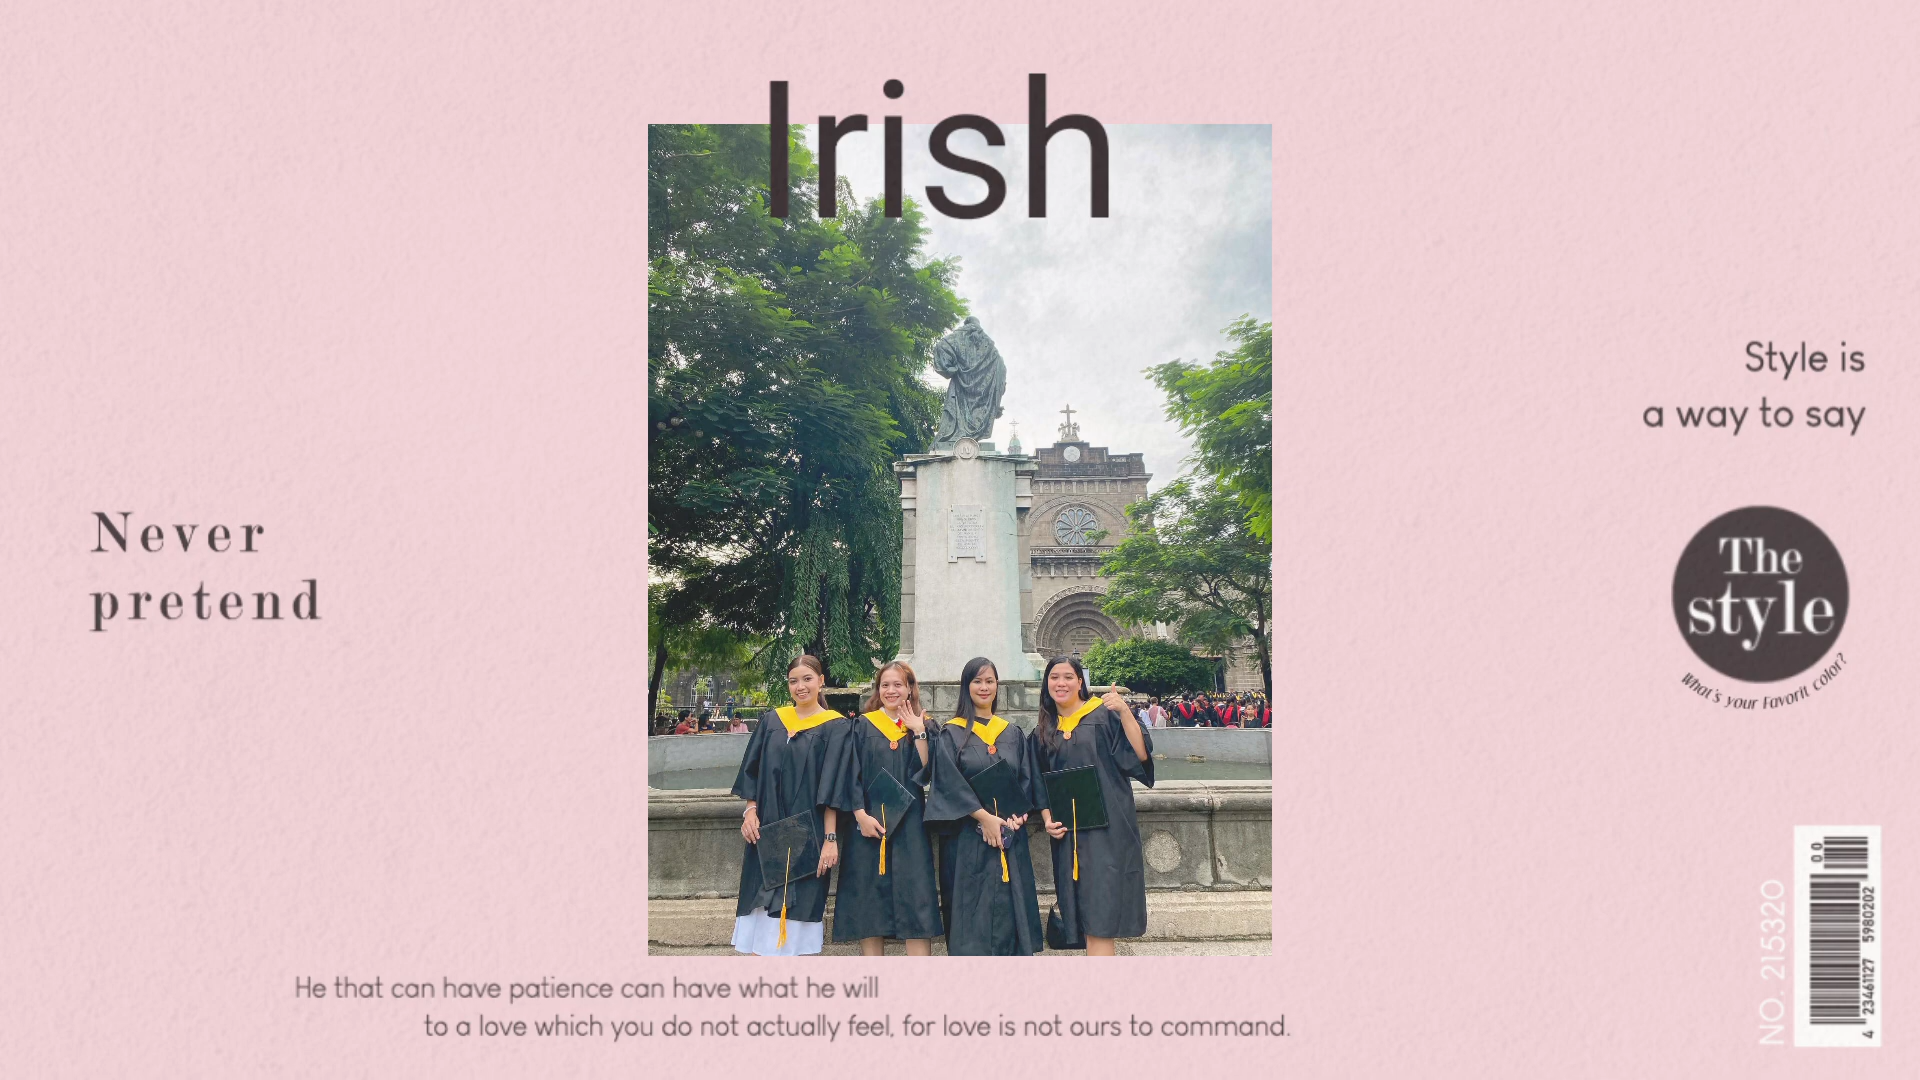 Irish
Style is
a way to say
Never
pretend
The
style
What's your Favorit color?
He that can have patience can have what he will
to a love which you do not actually feel, for love is not ours to command.
NO. 215320
4 23461127 5980202
00